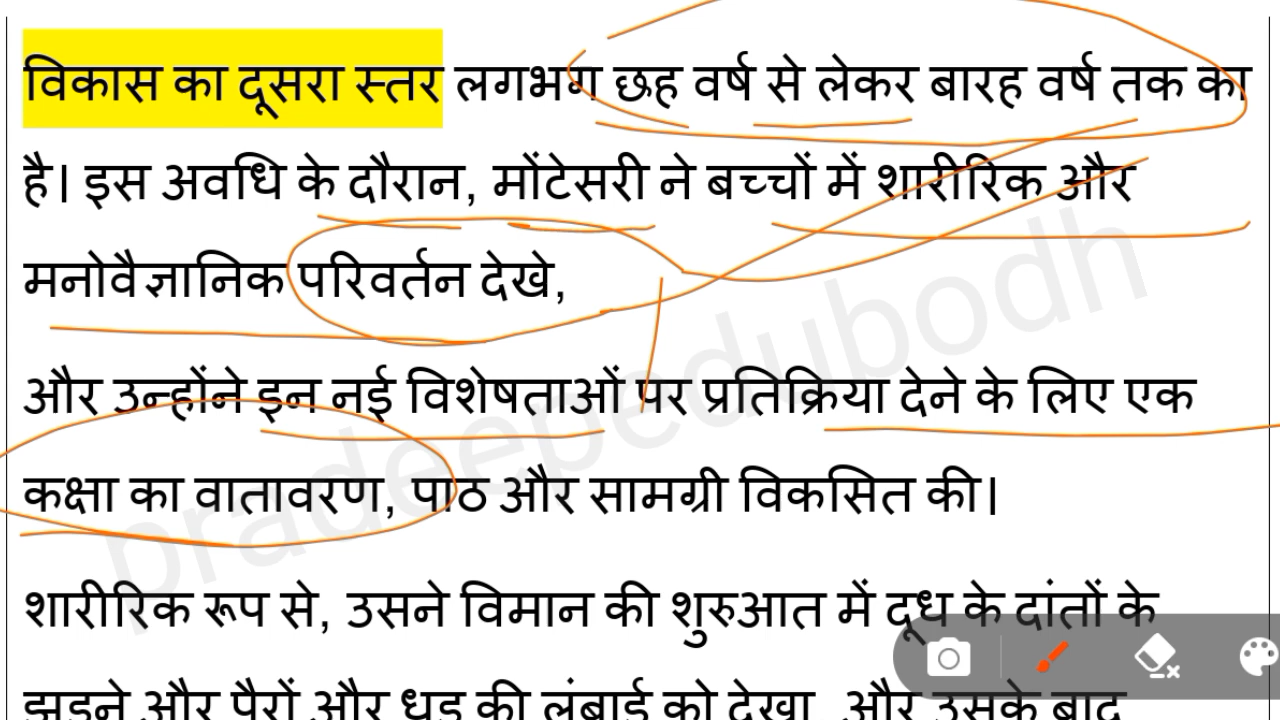 विकास का दूसरा स्तर लगभग छह वर्ष से लेकर बारह वर्ष तक का
है। इस अवधि के दौरान, मोंटेसरी ने बच्चों में शारीरिक और
मनोवैज्ञानिक परिवर्तन देखे,
और उन्होंने इन नई विशेषताओं पर प्रतिक्रिया देने के लिए एक
कक्षा का वातावरण, पाठ और सामग्री विकसित की।
शारीरिक रूप से, उसने विमान की शुरुआत में दूध के दांतों के
झड़ने और पैरों और धड़ की लंबाई को देखा, और उसके बाद
pradeepedubodh